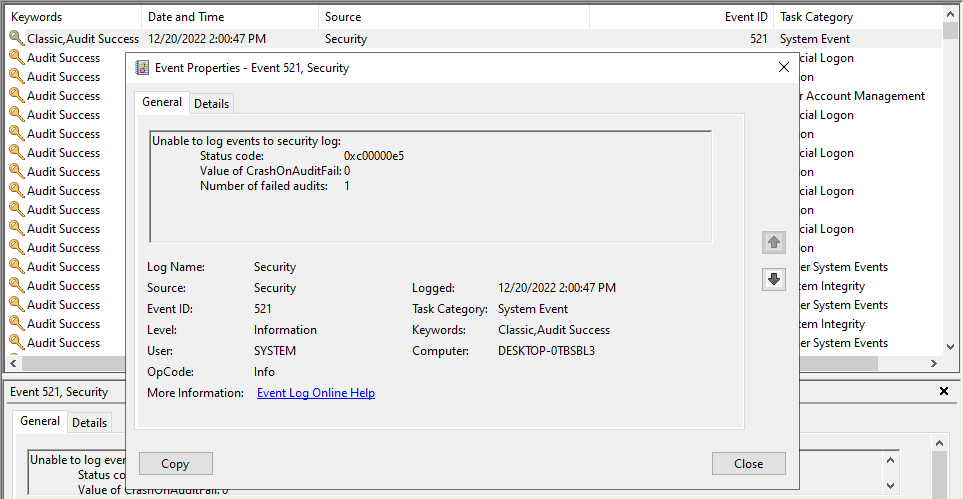 Keywords Date and Time Source Event ID Task Category
Classic,Audit Success 12/20/2022 2:00:47 PM Security 521 System Event
Audit Success cial Logon
Audit Success on
Audit Success r Account Management
Audit Success cial Logon
Audit Success on
Audit Success cial Logon
Audit Success on
Audit Success cial Logon
Audit Success on
Audit Success cial Logon
Audit Success on
Audit Success er System Events
Audit Success tem Integrity
Audit Success er System Events
Audit Success tem Integrity
Audit Success er System Events
Event Properties - Event 521, Security
General Details
Unable to log events to security log:
Status code: 0xc00000e5
Value of CrashOnAuditFail: 0
Number of failed audits: 1
Log Name: Security
Source: Security Logged: 12/20/2022 2:00:47 PM
Event ID: 521 Task Category: System Event
Level: Information Keywords: Classic,Audit Success
User: SYSTEM Computer: DESKTOP-0TBSBL3
OpCode: Info
More Information: Event Log Online Help
Copy Close
Event 521, Security
General Details
Unable to log even
Status co
Value of CrashOnAuditFail: 0